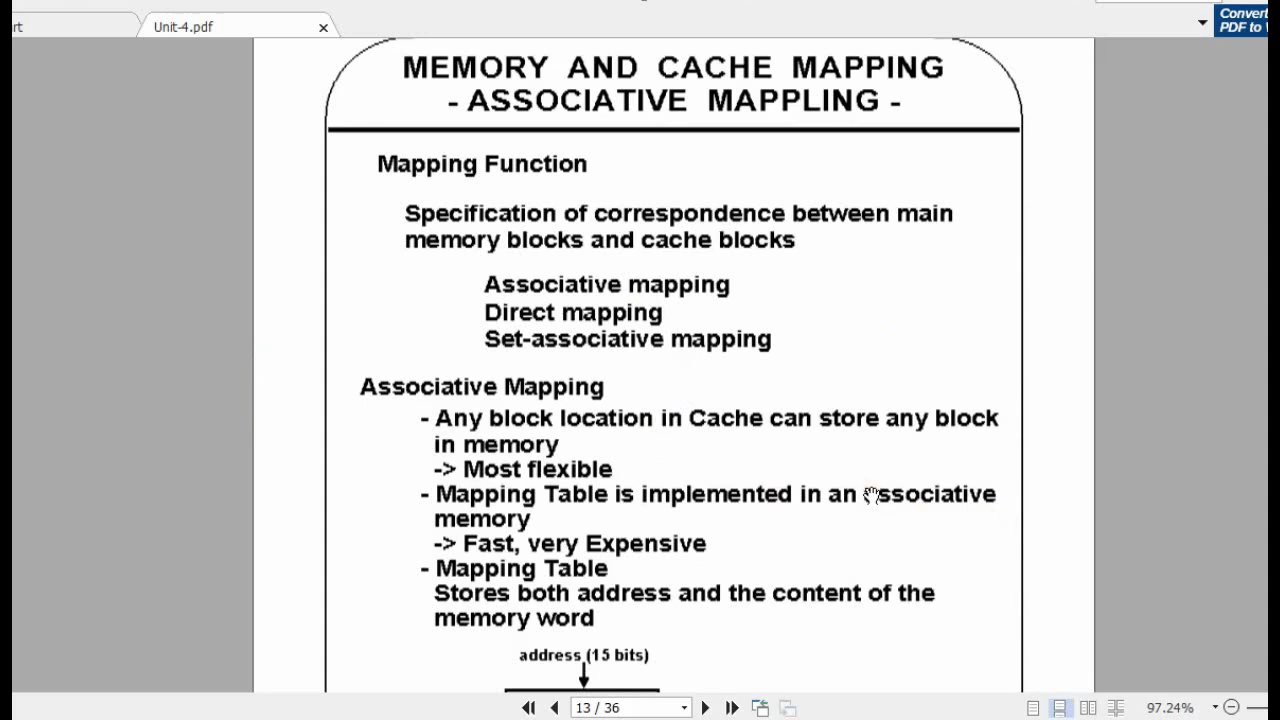 rt
Unit-4.pdf
Convert
PDF to
MEMORY AND CACHE MAPPING
- ASSOCIATIVE MAPPLING -
Mapping Function
Specification of correspondence between main
memory blocks and cache blocks
Associative mapping
Direct mapping
Set-associative mapping
Associative Mapping
- Any block location in Cache can store any block
in memory
-> Most flexible
- Mapping Table is implemented in an associative
memory
-> Fast, very Expensive
- Mapping Table
Stores both address and the content of the
memory word
address (15 bits)
13 / 36
97.24%